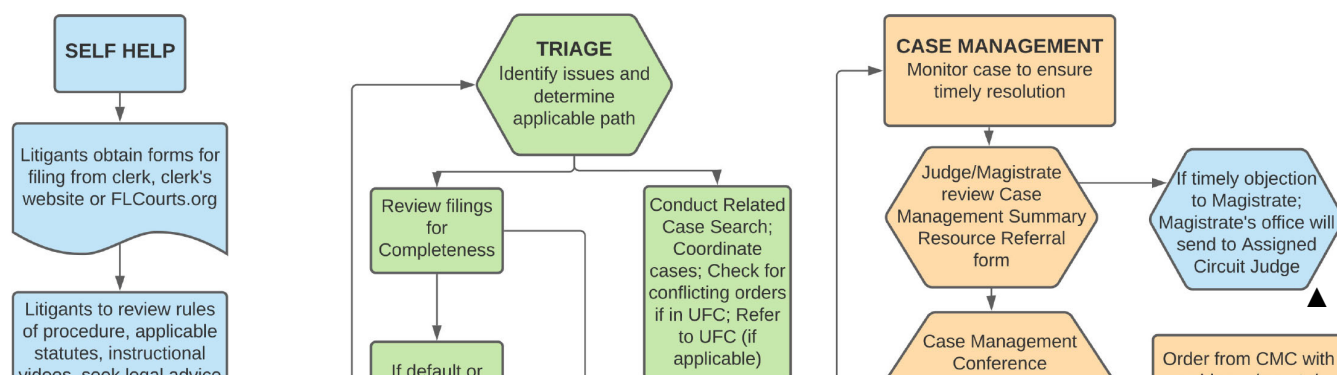 SELF HELP
Litigants obtain forms for
filing from clerk, clerk's
website or FLCourts.org
Litigants to review rules
of procedure, applicable
statutes, instructional
videos, seek legal advice
TRIAGE
Identify issues and
determine
applicable path
Review filings
for
Completeness
If default or
Conduct Related
Case Search;
Coordinate
cases; Check for
conflicting orders
if in UFC; Refer
to UFC (if
applicable)
CASE MANAGEMENT
Monitor case to ensure
timely resolution
Judge/Magistrate
review Case
Management Summary
Resource Referral
form
Case Management
Conference
If timely objection
to Magistrate;
Magistrate's office will
send to Assigned
Circuit Judge
Order from CMC with